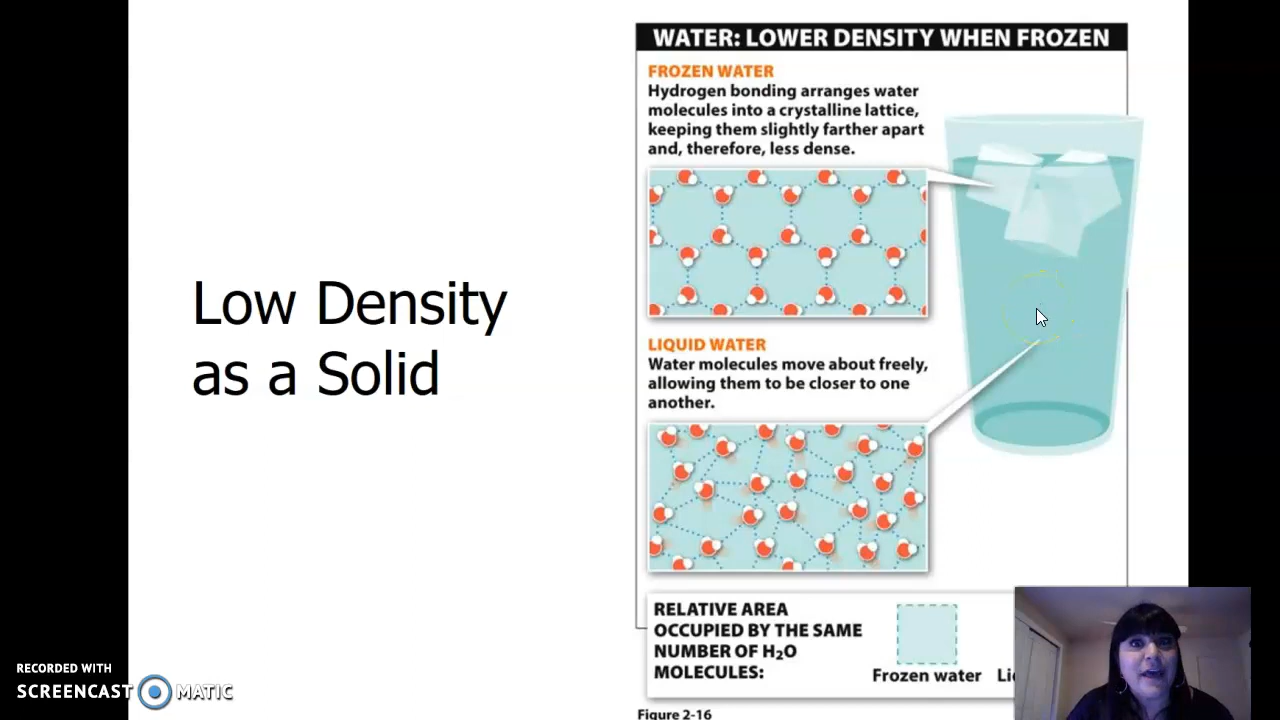 WATER: LOWER DENSITY WHEN FROZEN
FROZEN WATER
Hydrogen bonding arranges water
molecules into a crystalline lattice,
keeping them slightly farther apart
and, therefore, less dense.
Low Density
as a Solid
LIQUID WATER
Water molecules move about freely,
allowing them to be closer to one
another.
RELATIVE AREA
OCCUPIED BY THE SAME
NUMBER OF H₂O
MOLECULES:
Frozen water
Figure 2-16
RECORDED WITH
SCREENCAST MATIC